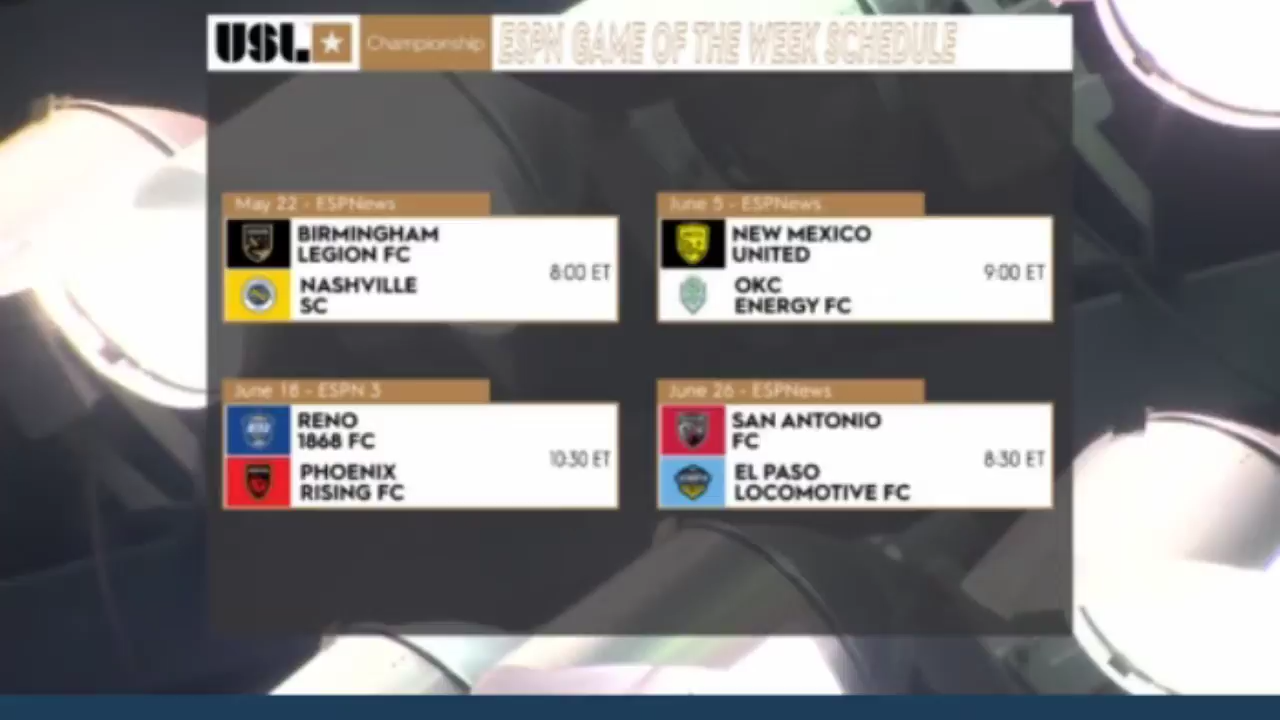 USL Championship ESPN GAME OF THE WEEK SCHEDULE
May 22 - ESPNews
BIRMINGHAM
LEGION FC
8:00 ET
NASHVILLE
SC
June 5 - ESPNews
NEW MEXICO
UNITED
9:00 ET
OKC
ENERGY FC
June 18 - ESPN 3
RENO
1868 FC
10:30 ET
PHOENIX
RISING FC
June 26 - ESPNews
SAN ANTONIO
FC
8:30 ET
EL PASO
LOCOMOTIVE FC